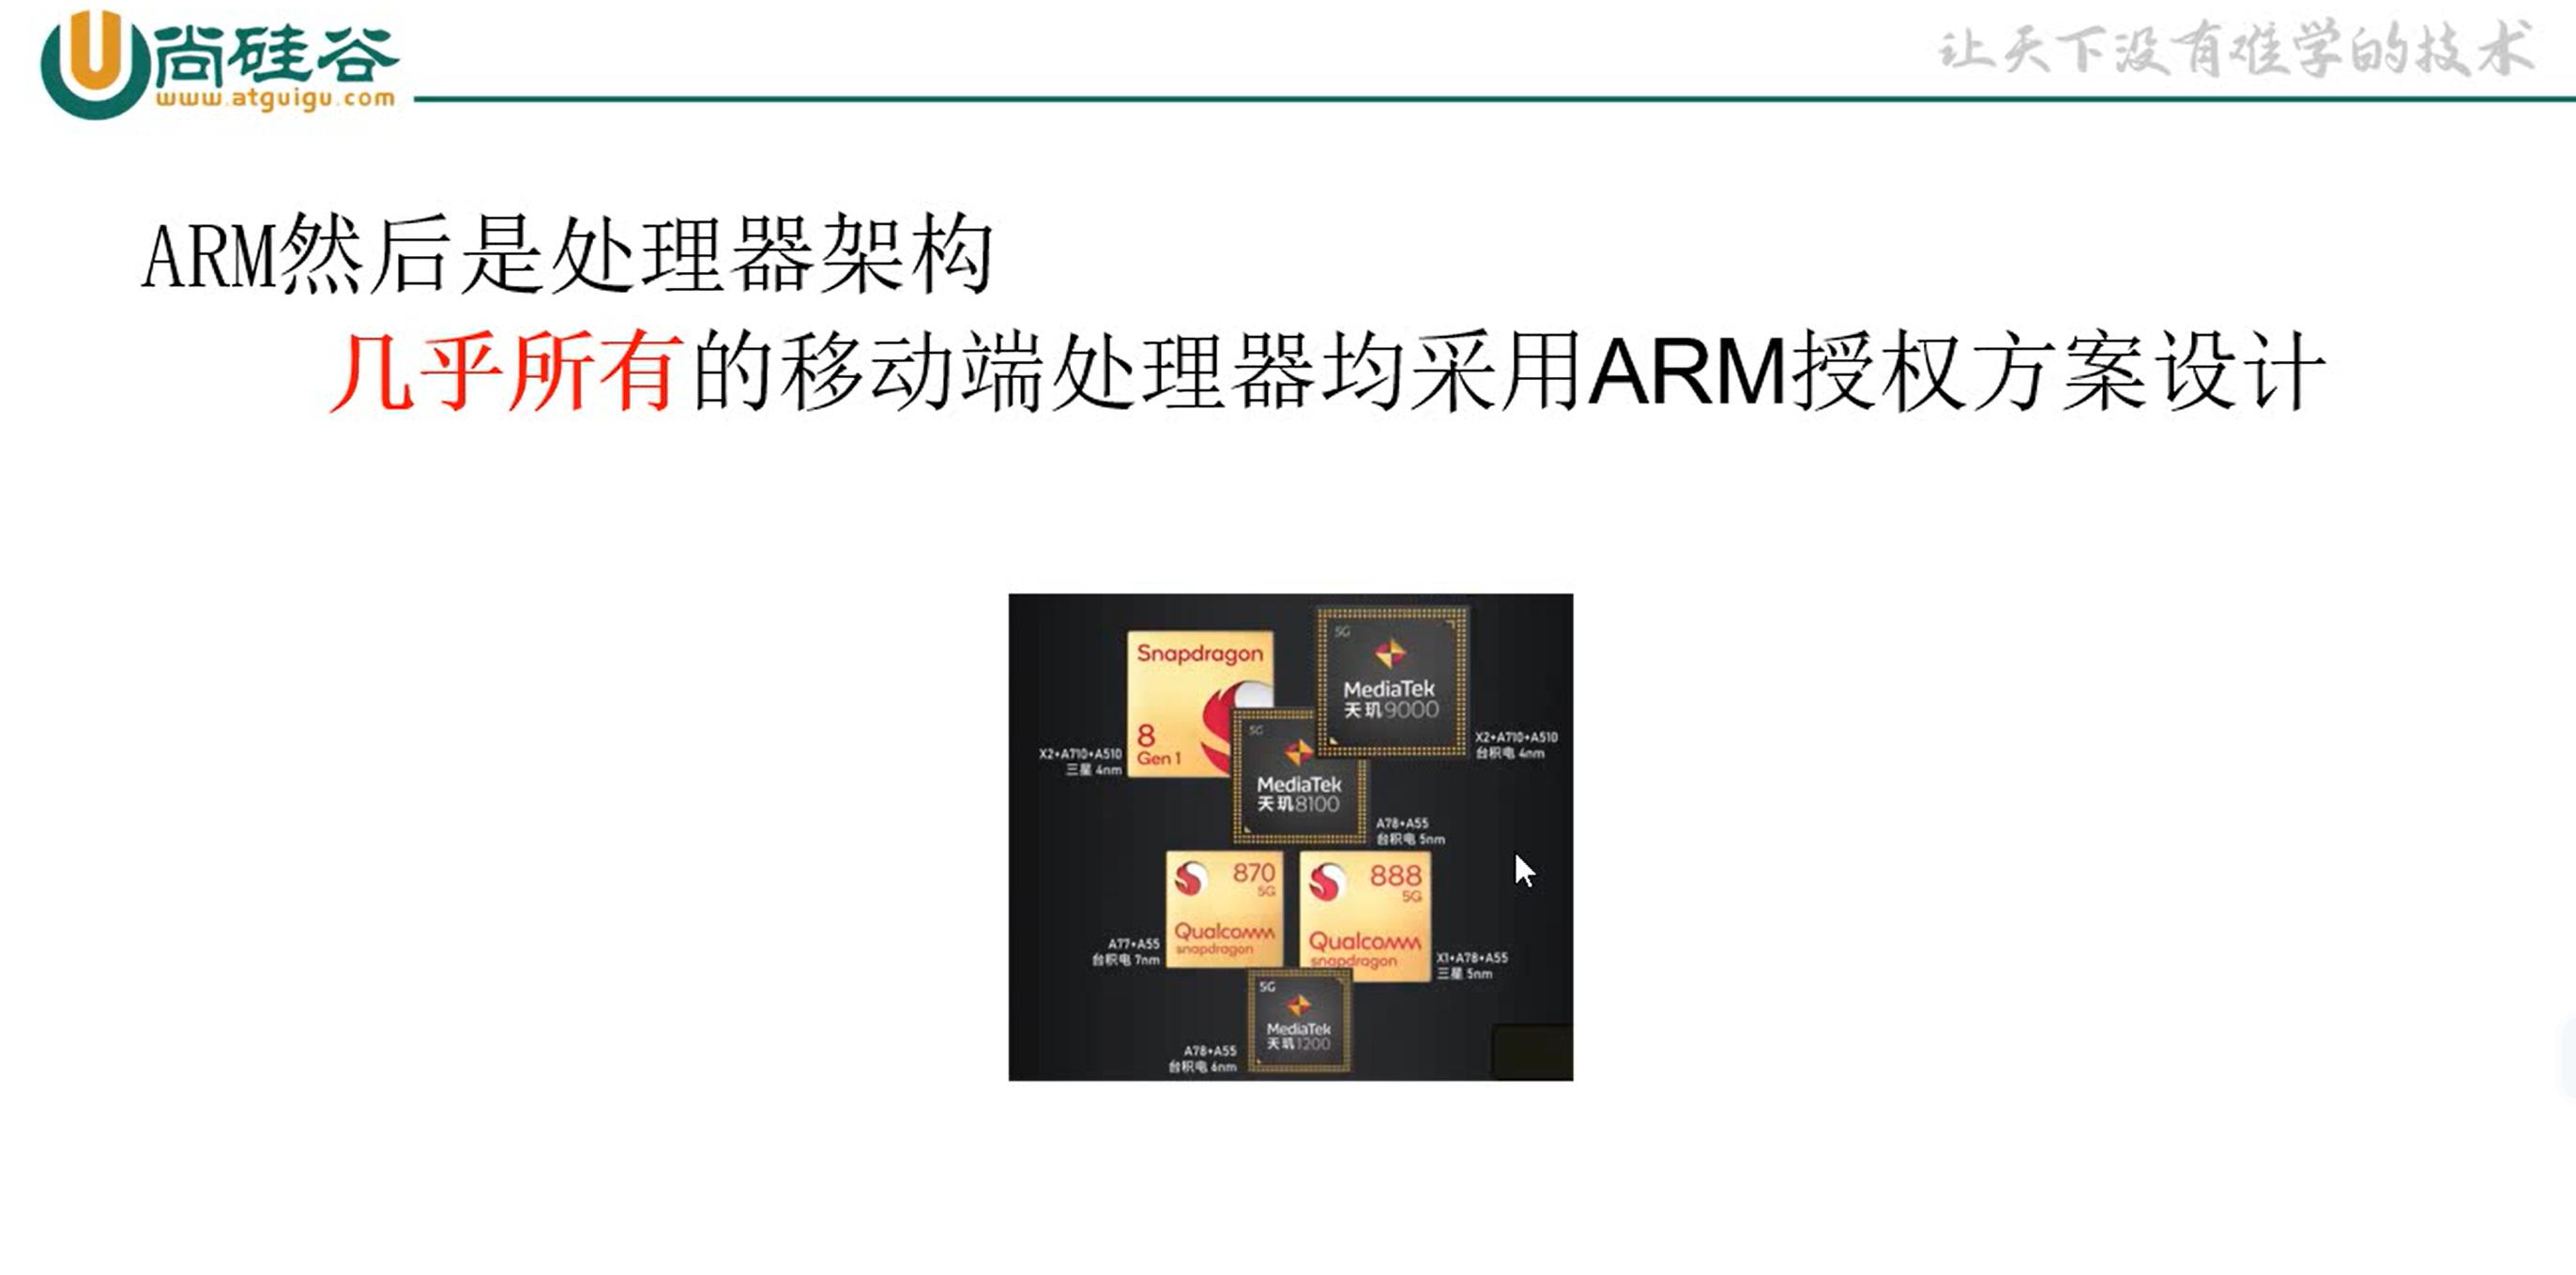 尚硅谷
www.atguigu.com
让天下没有难学的技术
ARM然后是处理器架构
几乎所有的移动端处理器均采用ARM授权方案设计
Snapdragon
8
Gen 1
X2+A710+A510
三星 4nm
5G
MediaTek
天玑9000
X2+A710+A510
台积电 4nm
5G
MediaTek
天玑8100
A78+A55
台积电 5nm
870
5G
Qualcomm
snapdragon
A77+A55
台积电 7nm
888
5G
Qualcomm
snapdragon
X1+A78+A55
三星 5nm
5G
MediaTek
天玑1200
A78+A55
台积电 6nm